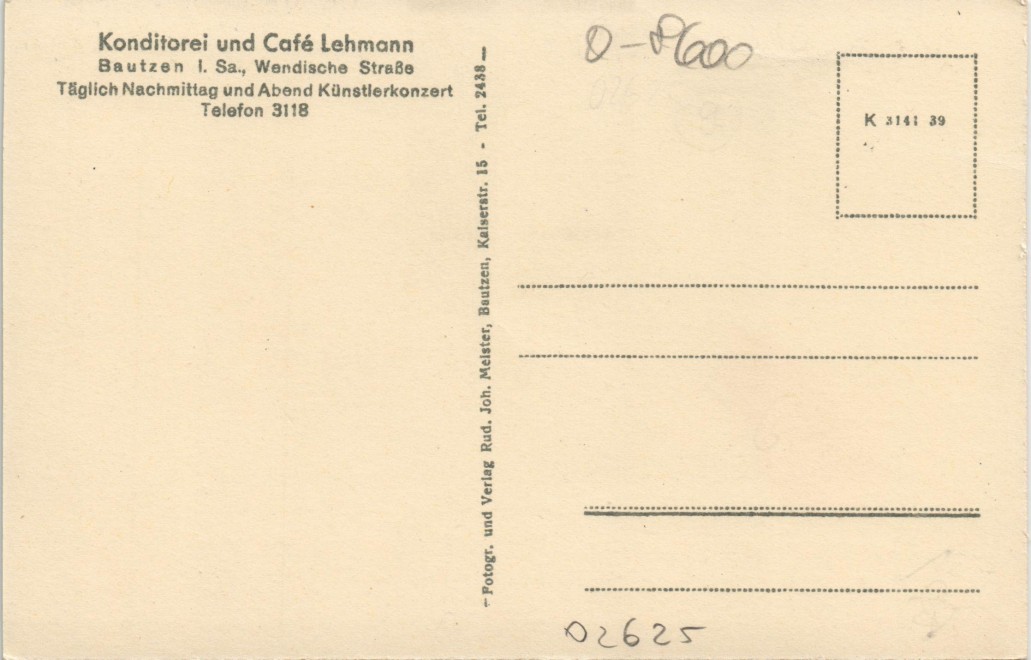 Konditorei und Café Lehmann
Bautzen i. Sa., Wendische Straße
Täglich Nachmittag und Abend Künstlerkonzert
Telefon 3118
– Fotogr. und Verlag Rud. Joh. Meister, Bautzen, Kaiserstr. 15 - Tel. 2438 –
O-8600
K 3141 39
02625